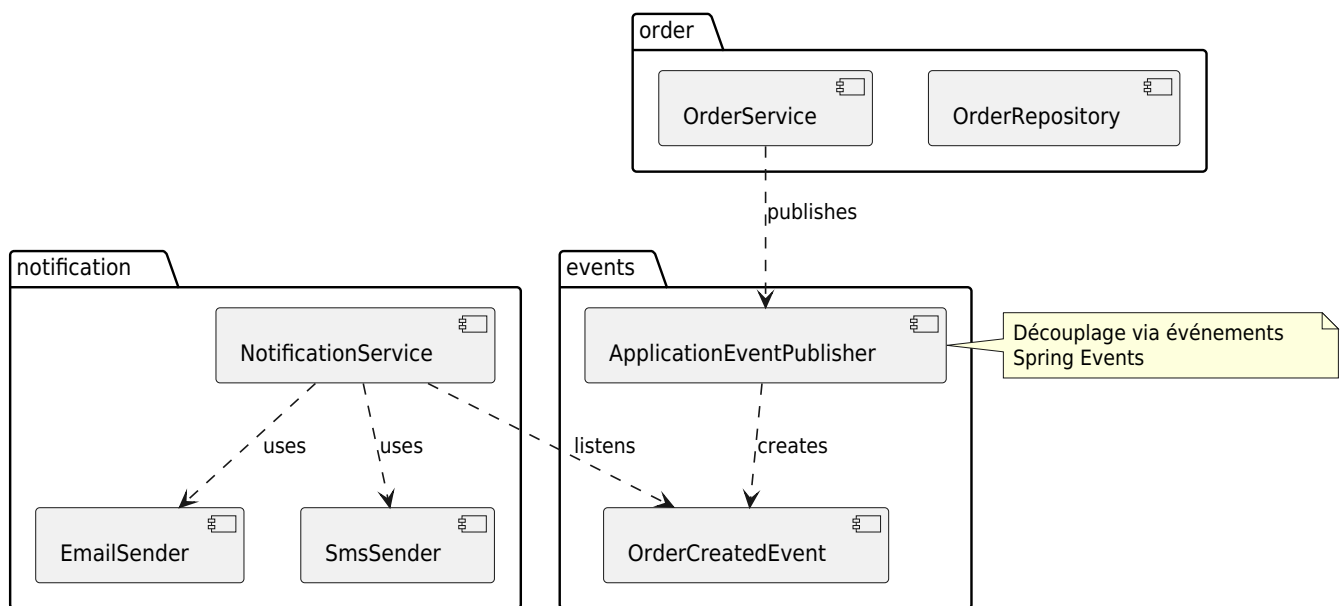 order
OrderService
OrderRepository
publishes
notification
events
NotificationService
ApplicationEventPublisher
Découplage via événements
Spring Events
uses
uses
listens
creates
EmailSender
SmsSender
OrderCreatedEvent